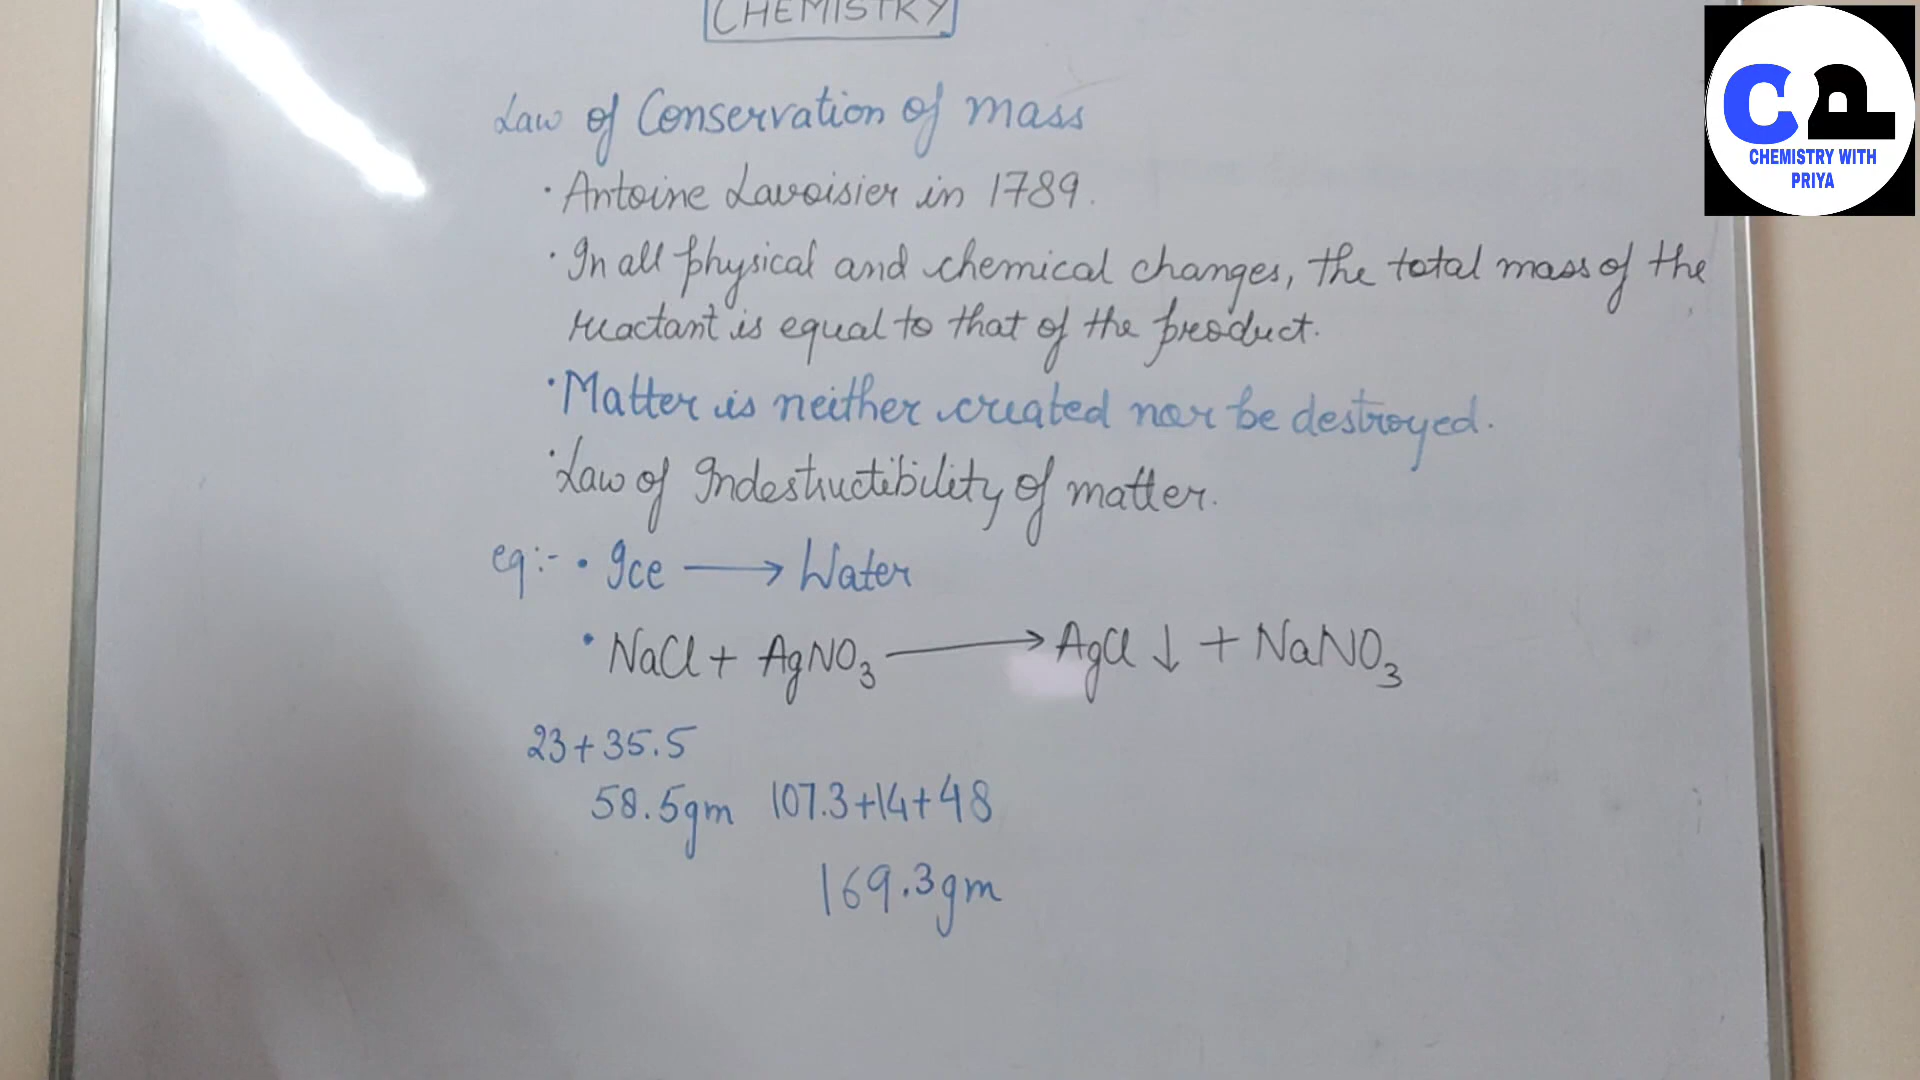 CHEMISTRY
Law of Conservation of mass
· Antoine Lavoisier in 1789.
· In all physical and chemical changes, the total mass of the
reactant is equal to that of the product.
· Matter is neither created nor be destroyed.
· Law of Indestructibility of matter.
eg:- · Ice ⟶ Water
· NaCl + AgNO₃ ⟶ AgCl ↓ + NaNO₃
23+35.5
58.5gm 107.3+14+48
169.3gm
CP
CHEMISTRY WITH
PRIYA